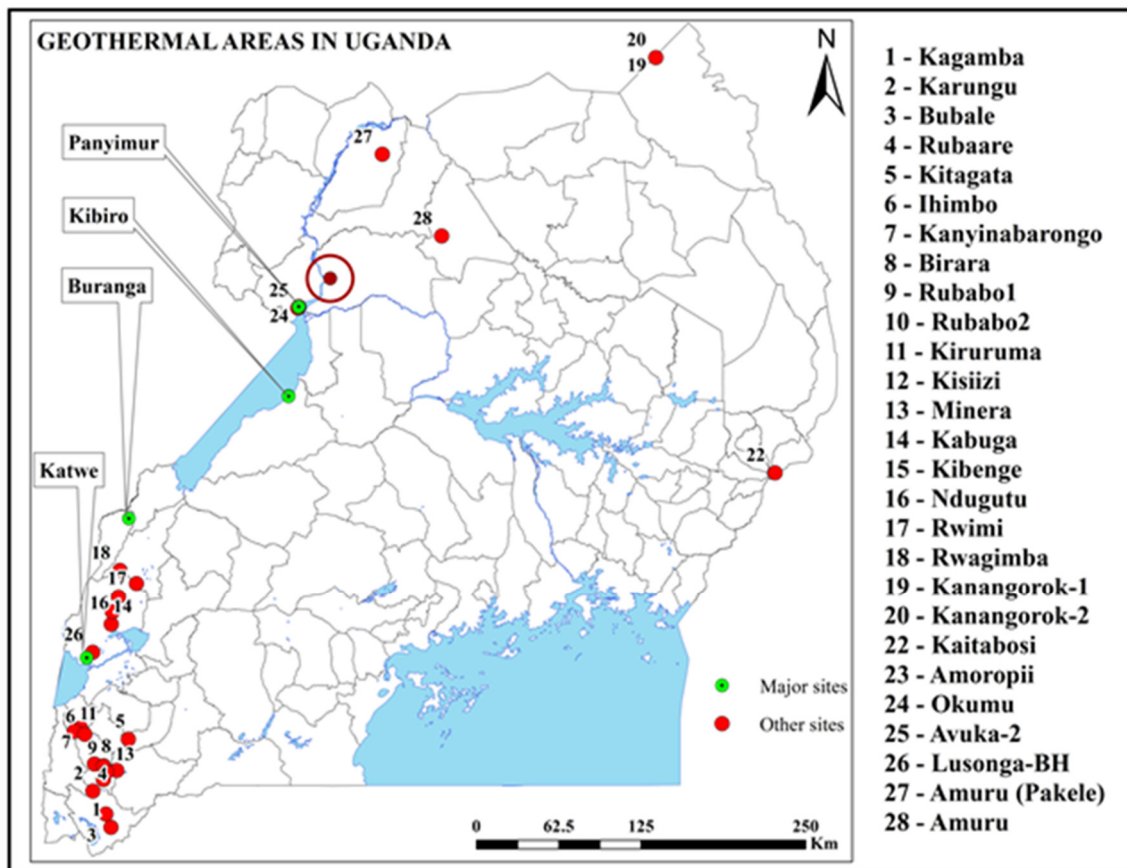 GEOTHERMAL AREAS IN UGANDA
N
20
19
27
Panyimur
28
Kibiro
Buranga
25
24
22
Katwe
18
17
16
14
26
6
11
5
7
9
8
13
2
4
1
3
Major sites
Other sites
0
62.5
125
250
Km
1 - Kagamba
2 - Karungu
3 - Bubale
4 - Rubaare
5 - Kitagata
6 - Ihimbo
7 - Kanyinabarongo
8 - Birara
9 - Rubabo1
10 - Rubabo2
11 - Kiruruma
12 - Kisiizi
13 - Minera
14 - Kabuga
15 - Kibenge
16 - Ndugutu
17 - Rwimi
18 - Rwagimba
19 - Kanangorok-1
20 - Kanangorok-2
22 - Kaitabosi
23 - Amoropii
24 - Okumu
25 - Avuka-2
26 - Lusonga-BH
27 - Amuru (Pakele)
28 - Amuru